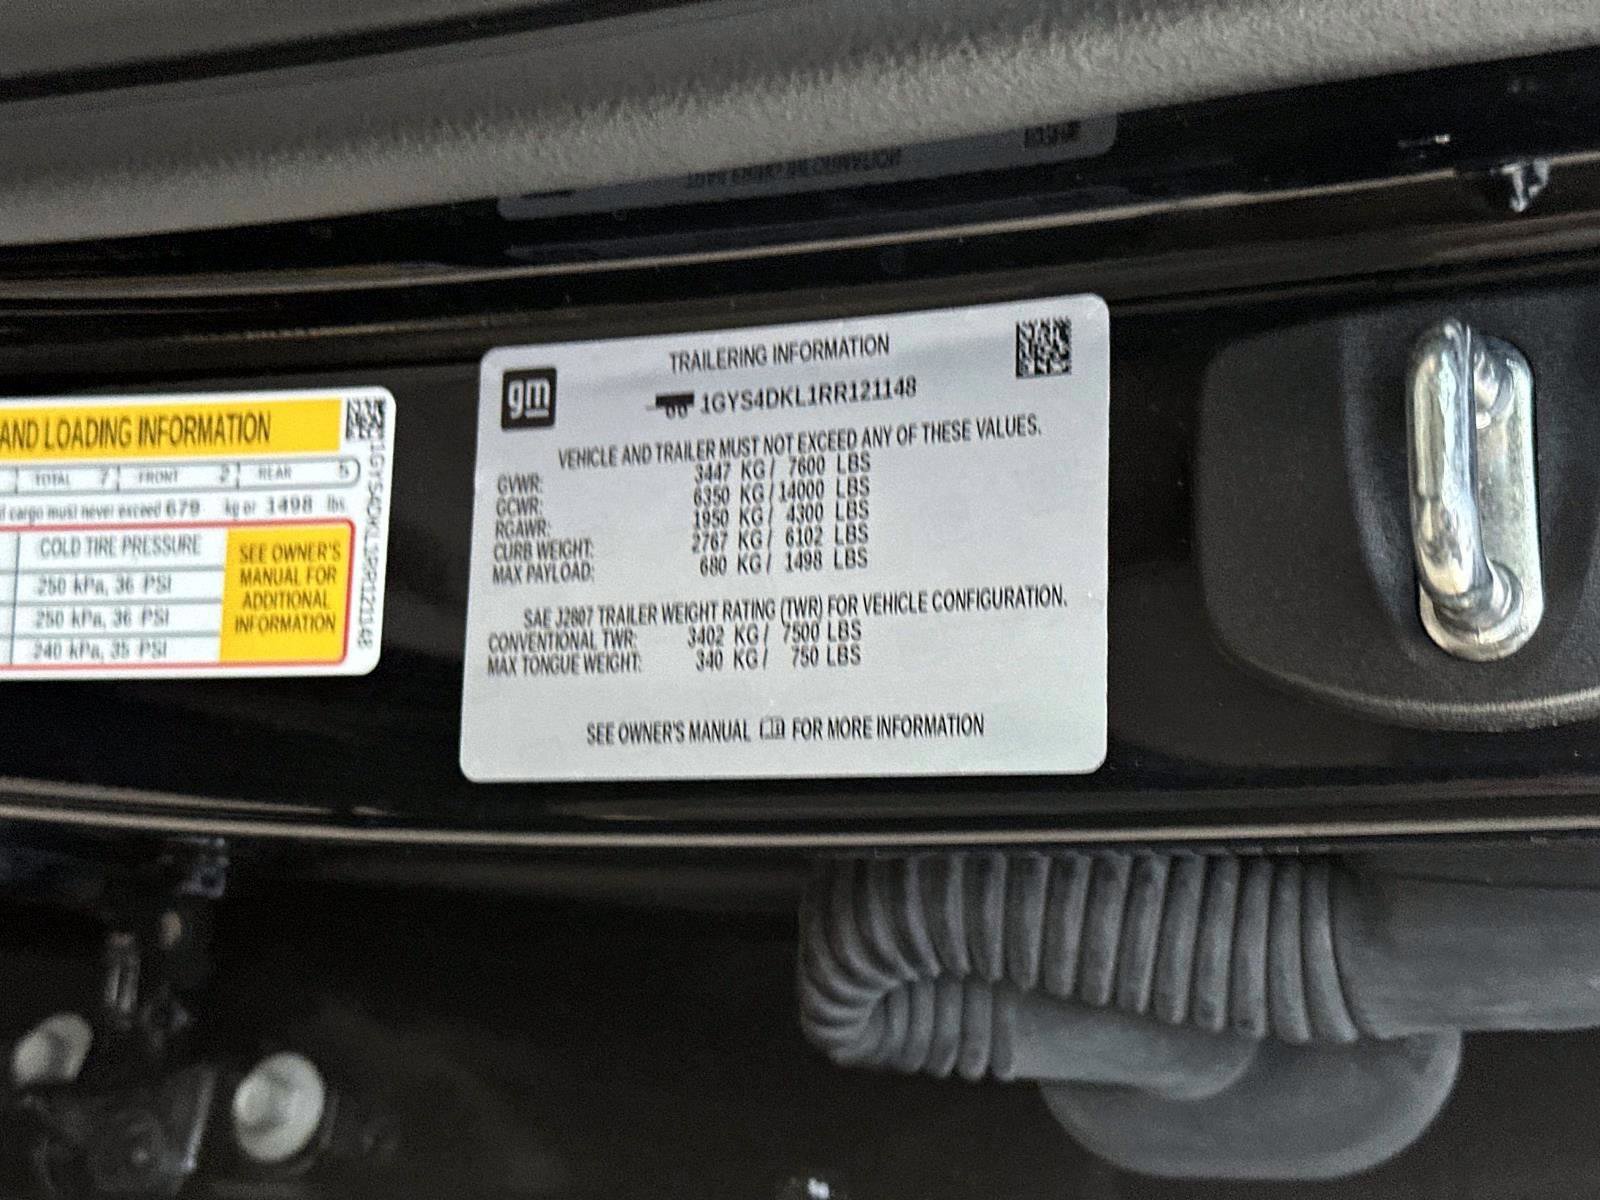 AND LOADING INFORMATION
TOTAL 7 FRONT 2 REAR 5
cargo must never exceed 679 kg or 1498 lbs.
COLD TIRE PRESSURE
250 kPa, 36 PSI
250 kPa, 36 PSI
240 kPa, 35 PSI
SEE OWNER'S
MANUAL FOR
ADDITIONAL
INFORMATION
1GYS4DKL1RR121148
gm
TRAILERING INFORMATION
1GYS4DKL1RR121148
VEHICLE AND TRAILER MUST NOT EXCEED ANY OF THESE VALUES.
GVWR: 3447 KG/ 7600 LBS
GCWR: 6350 KG/14000 LBS
RGAWR: 1950 KG/ 4300 LBS
CURB WEIGHT: 2767 KG/ 6102 LBS
MAX PAYLOAD: 680 KG/ 1498 LBS
SAE J2807 TRAILER WEIGHT RATING (TWR) FOR VEHICLE CONFIGURATION.
CONVENTIONAL TWR: 3402 KG/ 7500 LBS
MAX TONGUE WEIGHT: 340 KG/ 750 LBS
SEE OWNER'S MANUAL FOR MORE INFORMATION